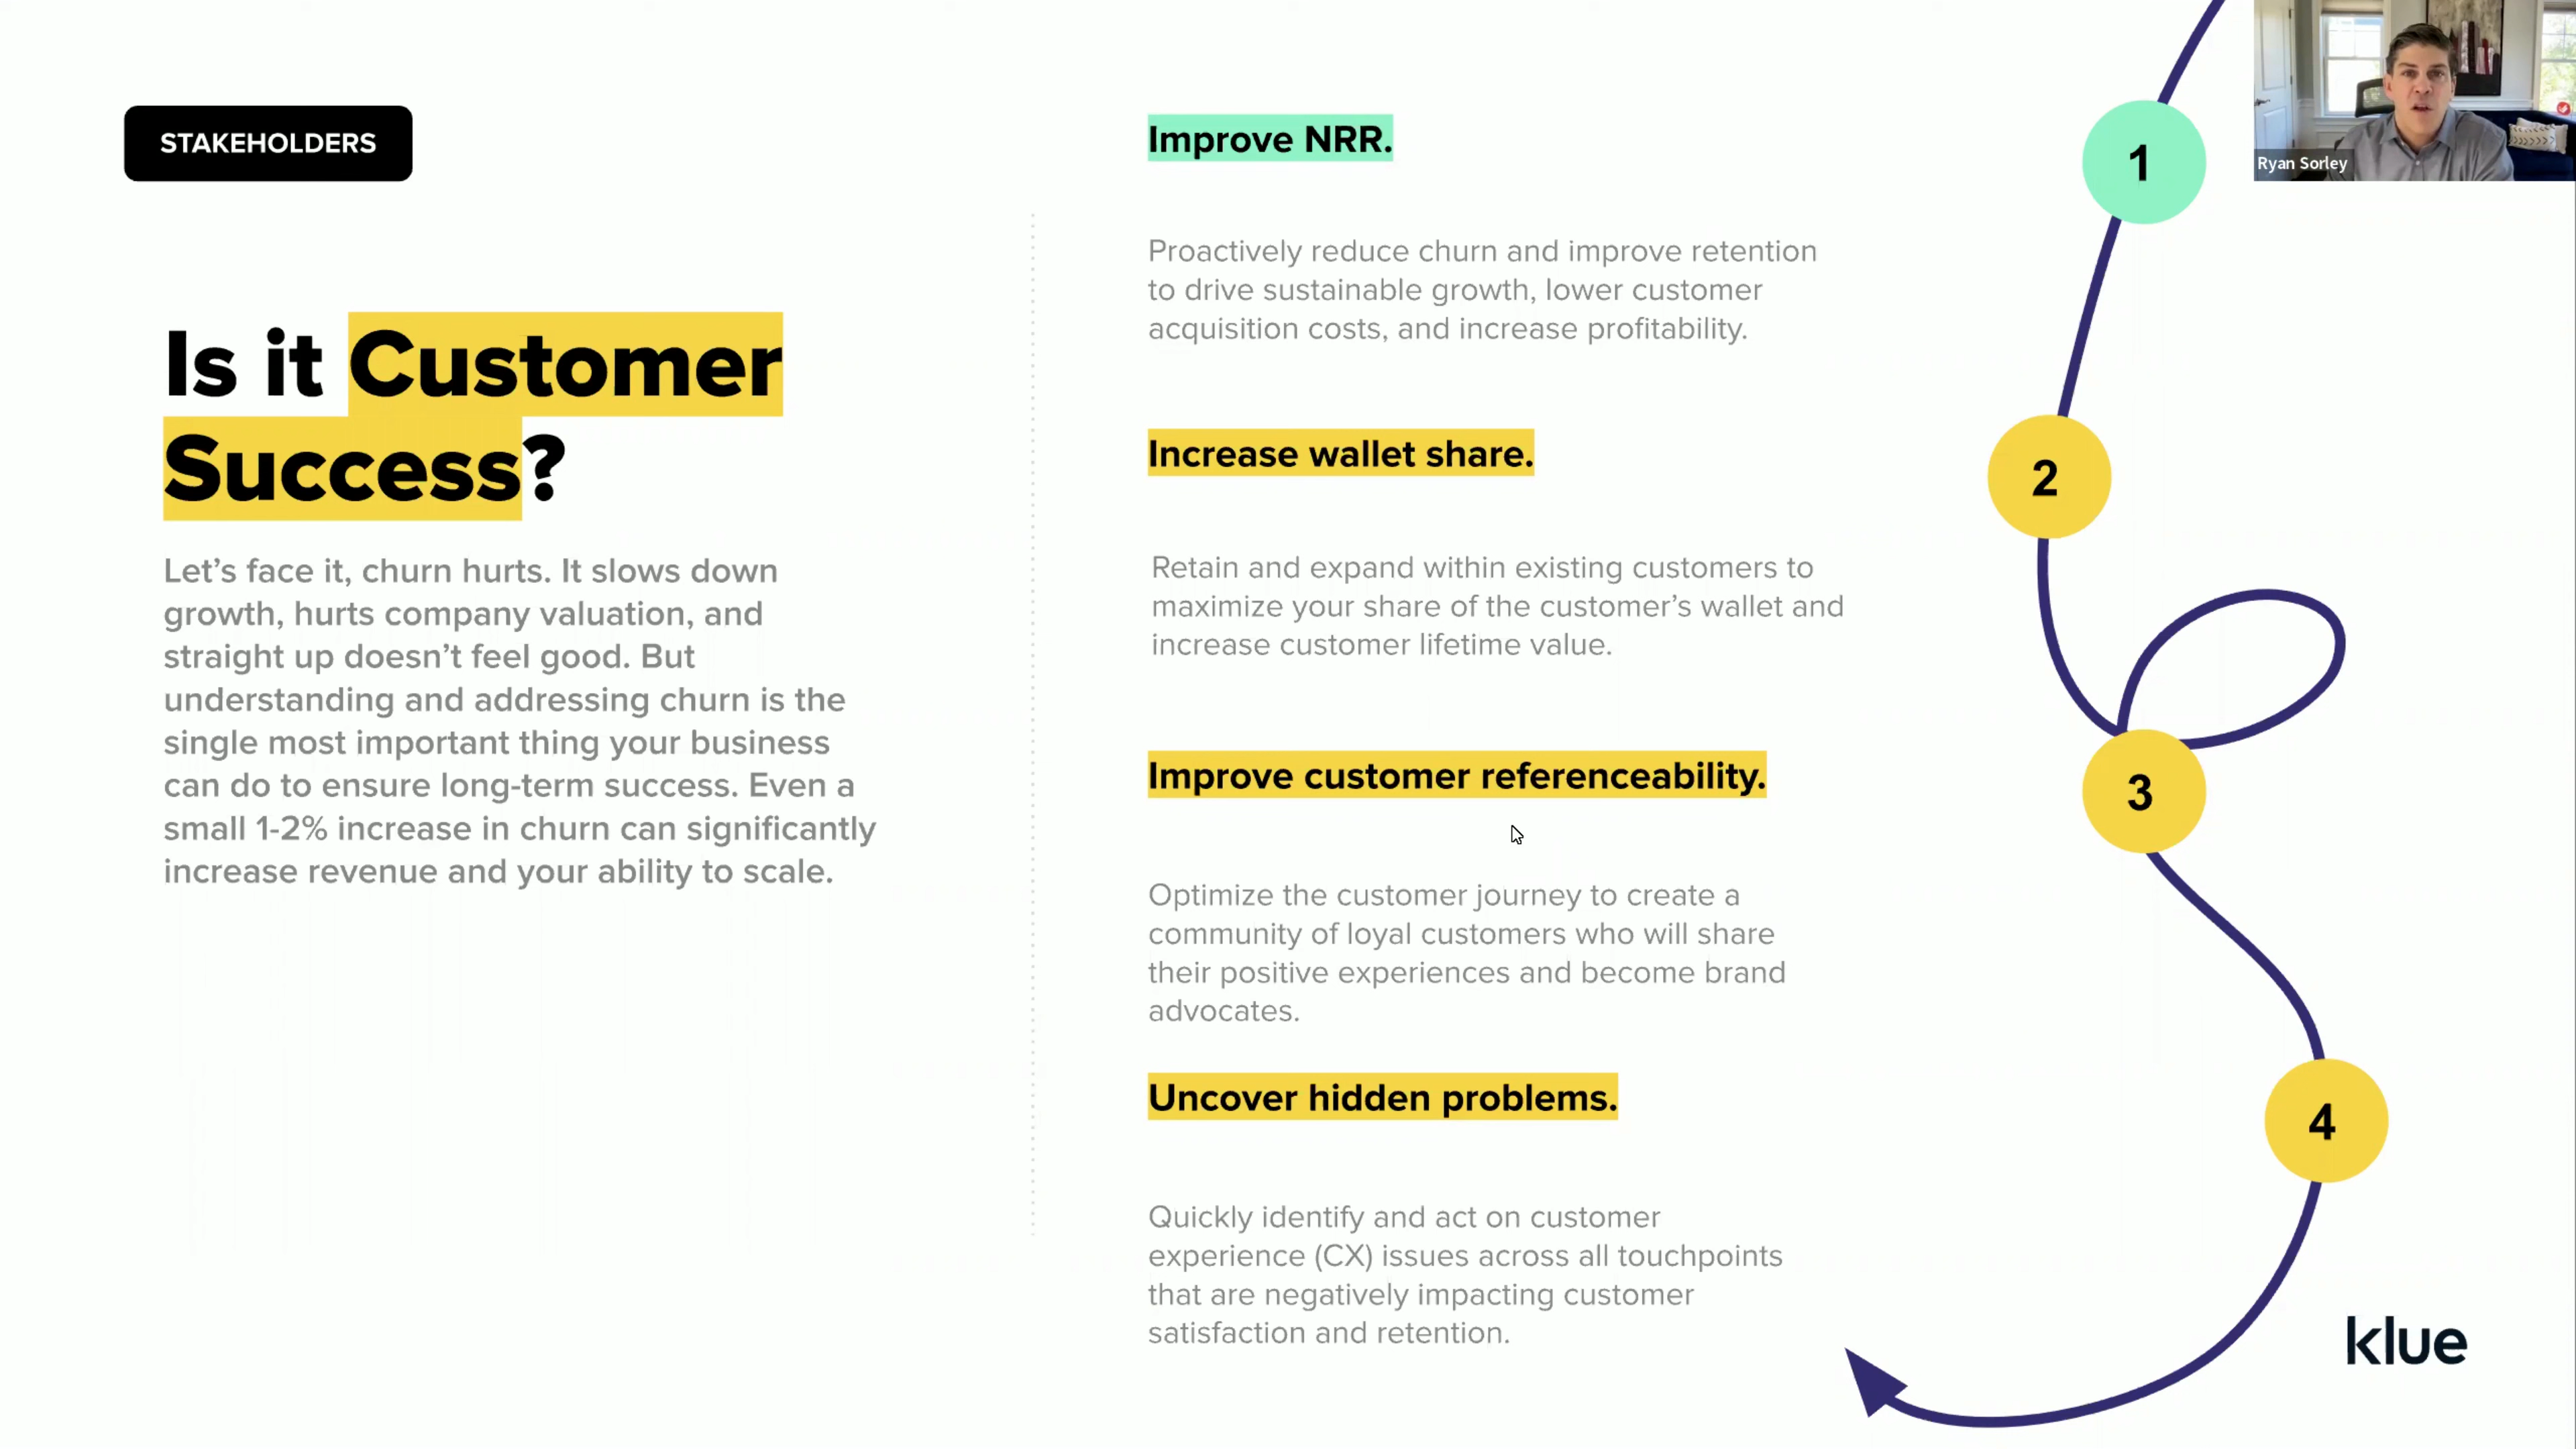 STAKEHOLDERS
Is it Customer
Success?
Let’s face it, churn hurts. It slows down
growth, hurts company valuation, and
straight up doesn’t feel good. But
understanding and addressing churn is the
single most important thing your business
can do to ensure long-term success. Even a
small 1-2% increase in churn can significantly
increase revenue and your ability to scale.
Improve NRR.
Proactively reduce churn and improve retention
to drive sustainable growth, lower customer
acquisition costs, and increase profitability.
Increase wallet share.
Retain and expand within existing customers to
maximize your share of the customer’s wallet and
increase customer lifetime value.
Improve customer referenceability.
Optimize the customer journey to create a
community of loyal customers who will share
their positive experiences and become brand
advocates.
Uncover hidden problems.
Quickly identify and act on customer
experience (CX) issues across all touchpoints
that are negatively impacting customer
satisfaction and retention.
1
2
3
4
Ryan Sorley
klue